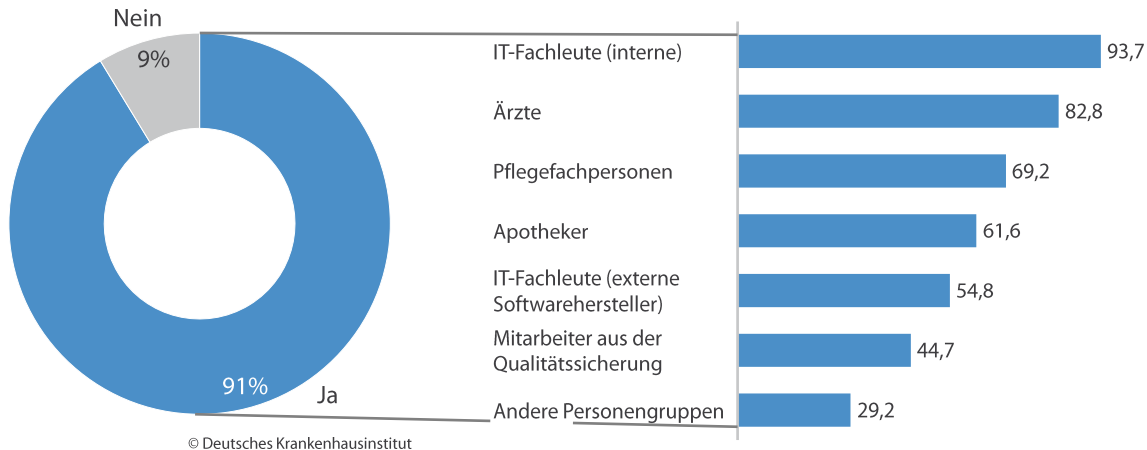 Nein
9%
91%
Ja
IT-Fachleute (interne)
93,7
Ärzte
82,8
Pflegefachpersonen
69,2
Apotheker
61,6
IT-Fachleute (externe
Softwarehersteller)
54,8
Mitarbeiter aus der
Qualitätssicherung
44,7
Andere Personengruppen
29,2
© Deutsches Krankenhausinstitut